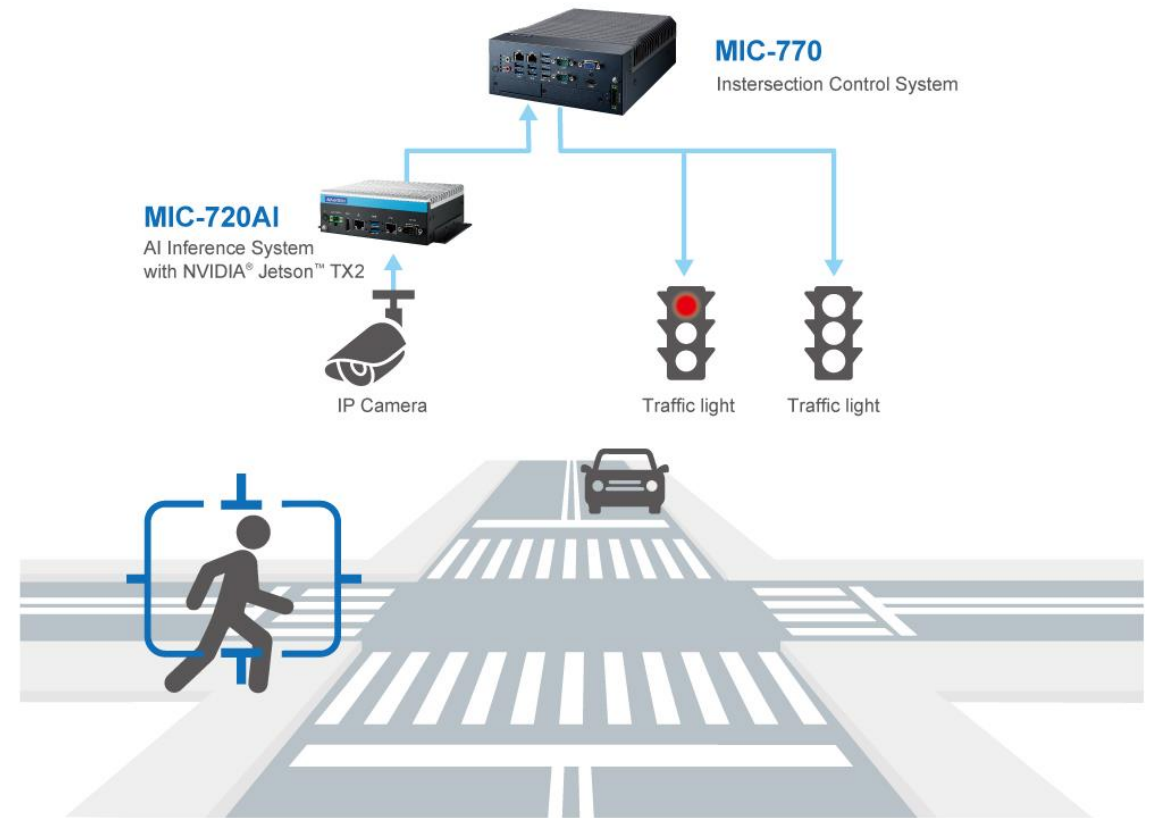 MIC-770
Instersection Control System
MIC-720AI
AI Inference System
with NVIDIA® Jetson™ TX2
IP Camera
Traffic light
Traffic light